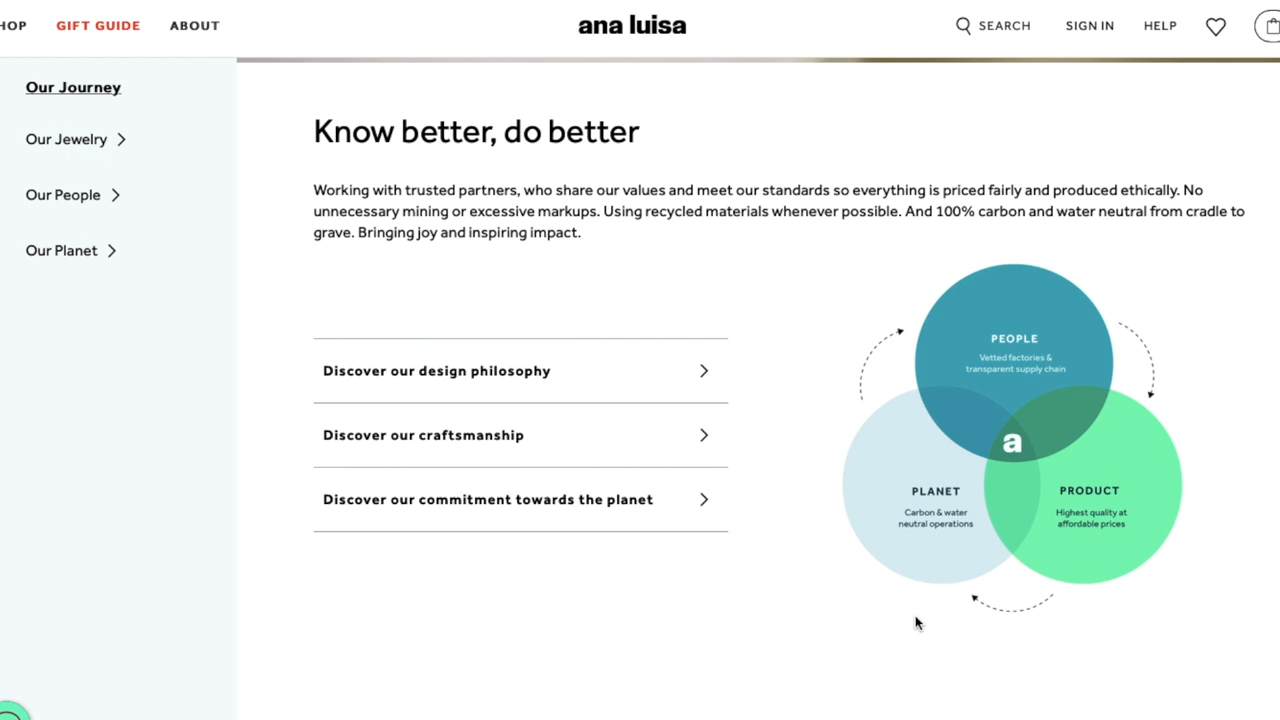 HOP GIFT GUIDE ABOUT ana luisa SEARCH SIGN IN HELP
Our Journey
Our Jewelry
Our People
Our Planet
Know better, do better
Working with trusted partners, who share our values and meet our standards so everything is priced fairly and produced ethically. No
unnecessary mining or excessive markups. Using recycled materials whenever possible. And 100% carbon and water neutral from cradle to
grave. Bringing joy and inspiring impact.
Discover our design philosophy
Discover our craftsmanship
Discover our commitment towards the planet
PEOPLE
Vetted factories &
transparent supply chain
a
PLANET
Carbon & water
neutral operations
PRODUCT
Highest quality at
affordable prices